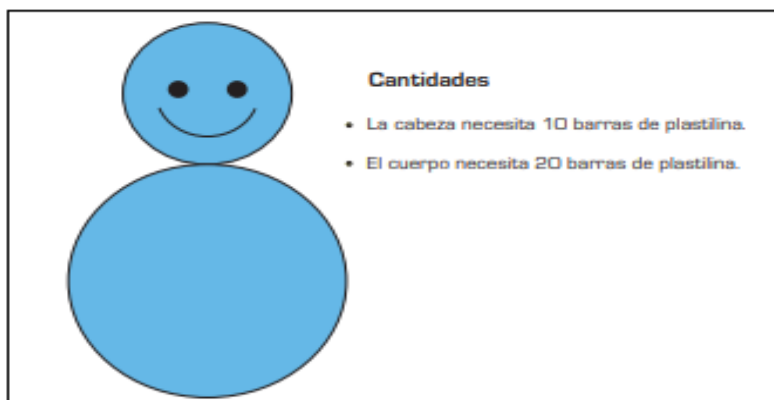 Cantidades
• La cabeza necesita 10 barras de plastilina.
• El cuerpo necesita 20 barras de plastilina.